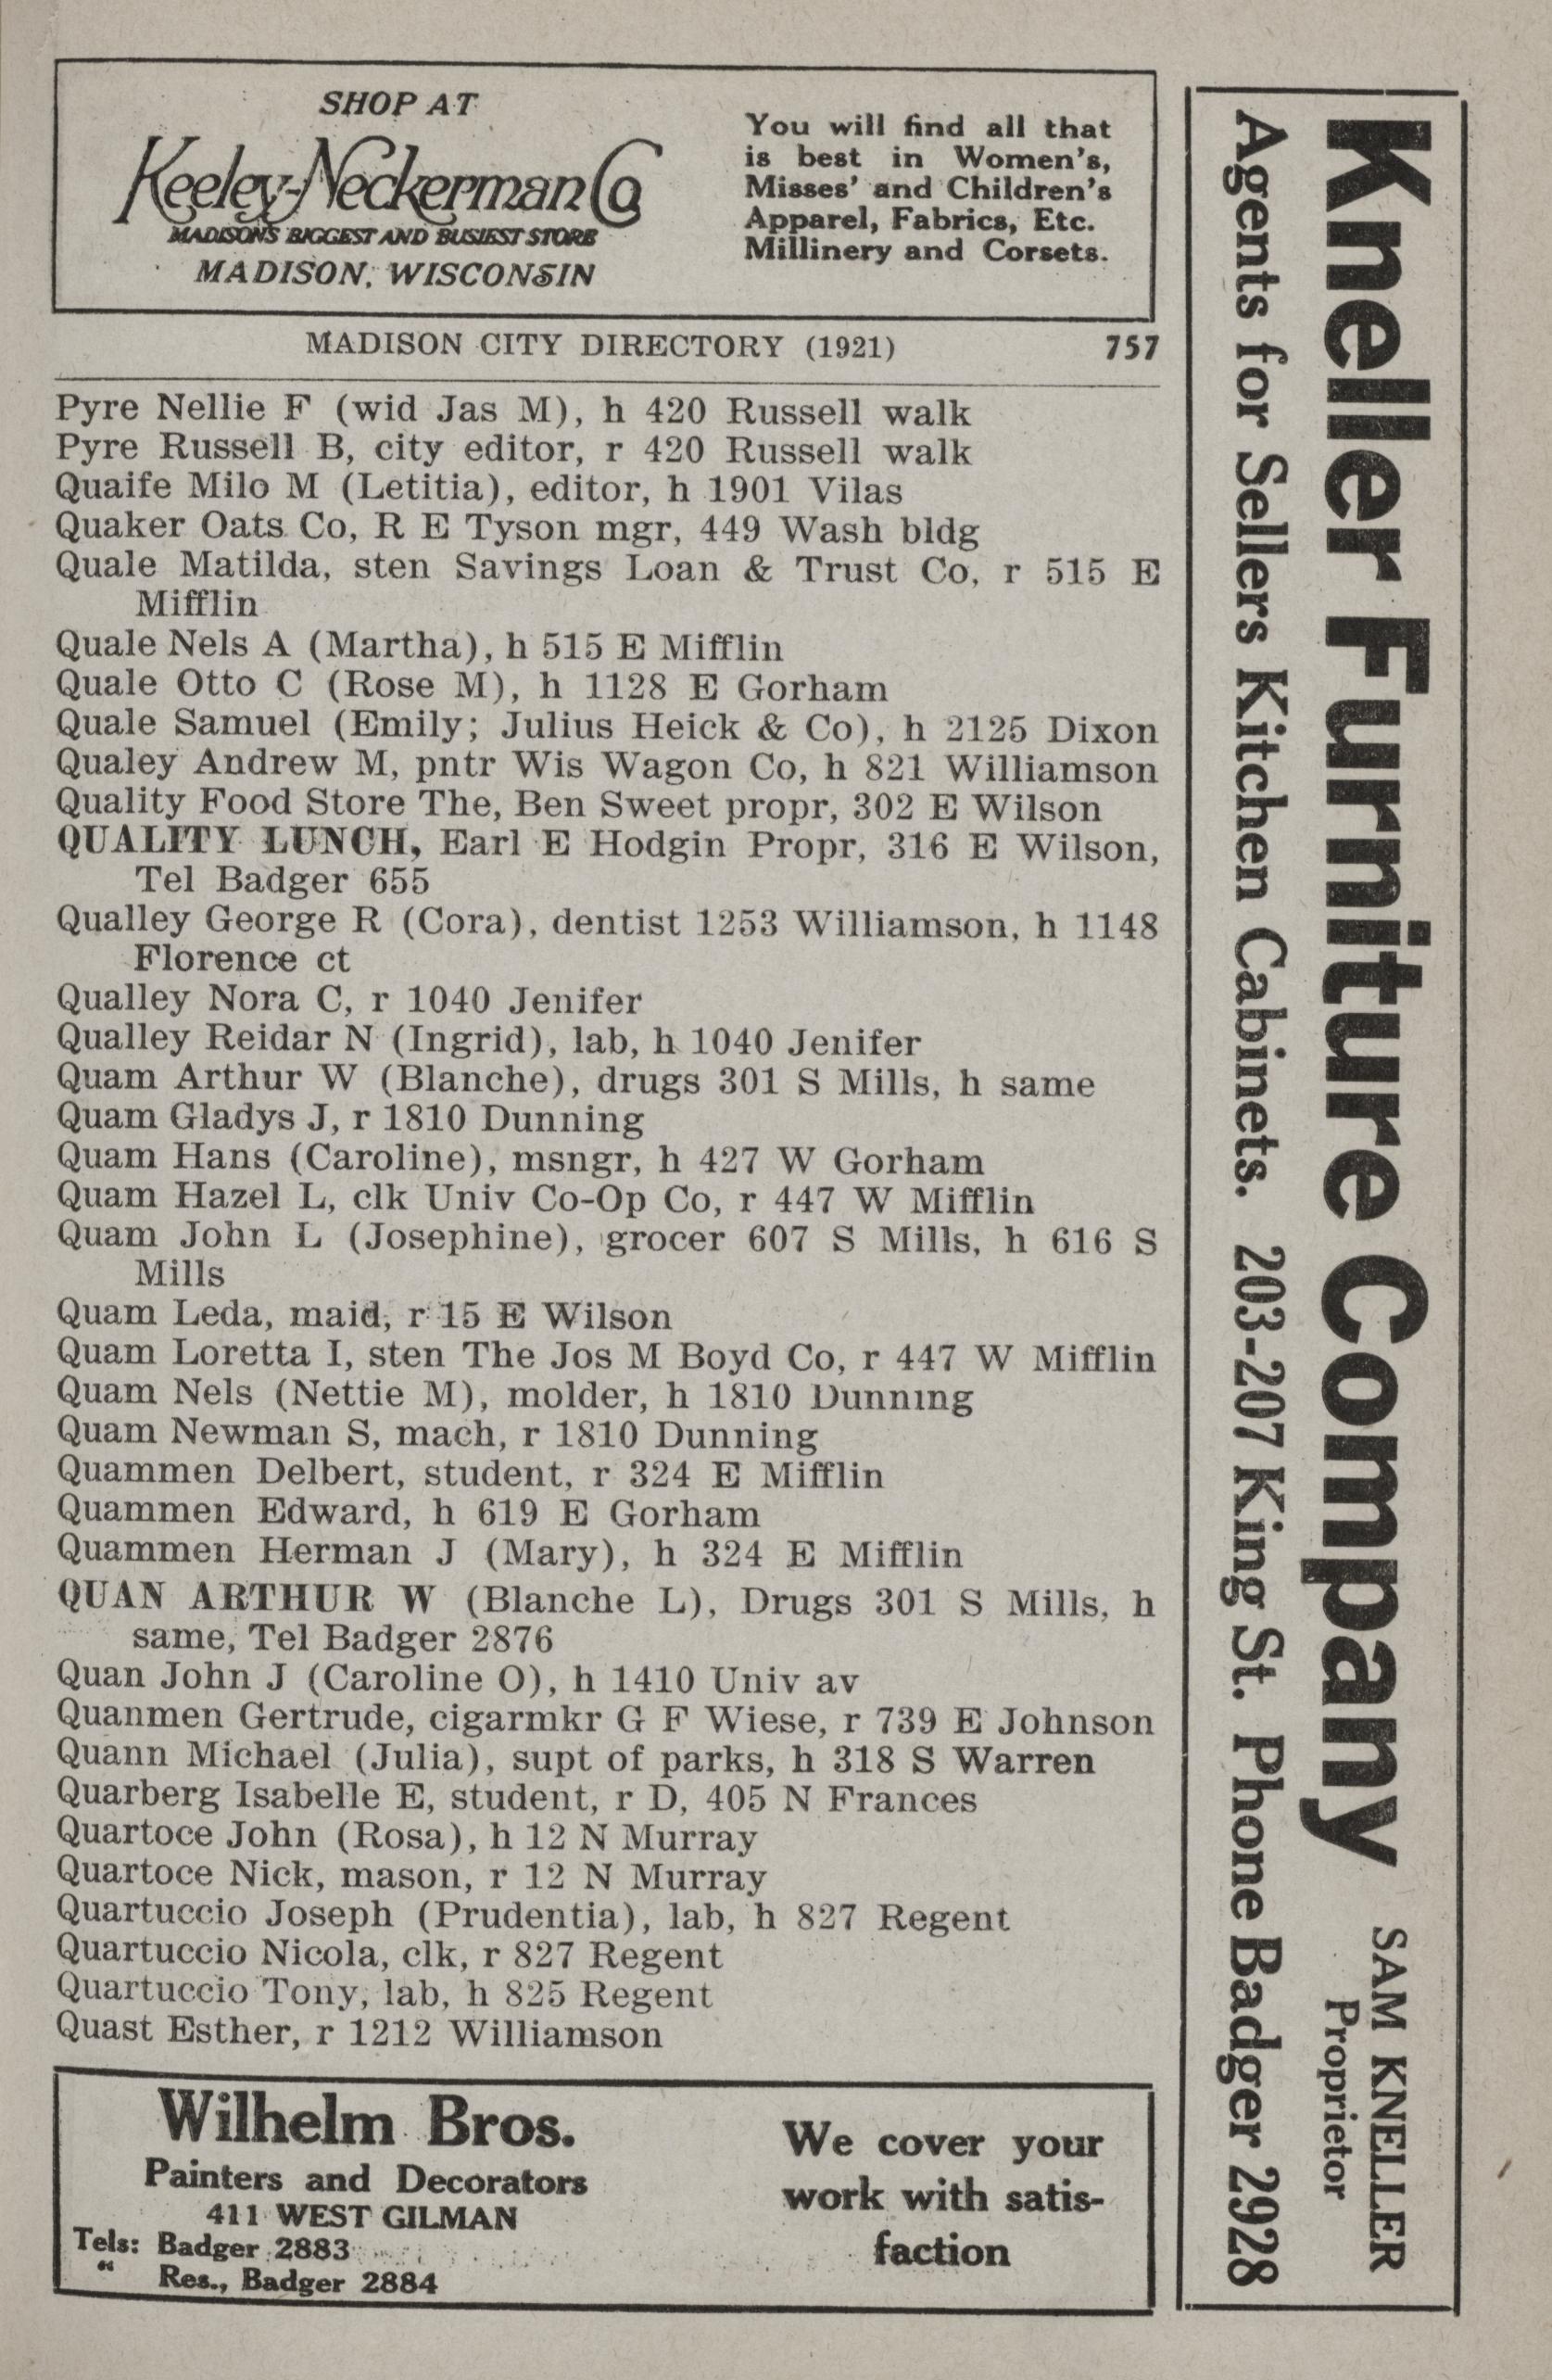 SHOP AT
Keeley-Neckerman Co
MADISON'S BIGGEST AND BUSIEST STORE
MADISON, WISCONSIN
You will find all that
is best in Women's,
Misses' and Children's
Apparel, Fabrics, Etc.
Millinery and Corsets.
MADISON CITY DIRECTORY (1921) 757
Pyre Nellie F (wid Jas M), h 420 Russell walk
Pyre Russell B, city editor, r 420 Russell walk
Quaife Milo M (Letitia), editor, h 1901 Vilas
Quaker Oats Co, R E Tyson mgr, 449 Wash bldg
Quale Matilda, sten Savings Loan & Trust Co, r 515 E
Mifflin
Quale Nels A (Martha), h 515 E Mifflin
Quale Otto C (Rose M), h 1128 E Gorham
Quale Samuel (Emily; Julius Heick & Co), h 2125 Dixon
Qualey Andrew M, pntr Wis Wagon Co, h 821 Williamson
Quality Food Store The, Ben Sweet propr, 302 E Wilson
QUALITY LUNCH, Earl E Hodgin Propr, 316 E Wilson,
Tel Badger 655
Qualley George R (Cora), dentist 1253 Williamson, h 1148
Florence ct
Qualley Nora C, r 1040 Jenifer
Qualley Reidar N (Ingrid), lab, h 1040 Jenifer
Quam Arthur W (Blanche), drugs 301 S Mills, h same
Quam Gladys J, r 1810 Dunning
Quam Hans (Caroline), msngr, h 427 W Gorham
Quam Hazel L, clk Univ Co-Op Co, r 447 W Mifflin
Quam John L (Josephine), grocer 607 S Mills, h 616 S
Mills
Quam Leda, maid, r 15 E Wilson
Quam Loretta I, sten The Jos M Boyd Co, r 447 W Mifflin
Quam Nels (Nettie M), molder, h 1810 Dunning
Quam Newman S, mach, r 1810 Dunning
Quammen Delbert, student, r 324 E Mifflin
Quammen Edward, h 619 E Gorham
Quammen Herman J (Mary), h 324 E Mifflin
QUAN ARTHUR W (Blanche L), Drugs 301 S Mills, h
same, Tel Badger 2876
Quan John J (Caroline O), h 1410 Univ av
Quanmen Gertrude, cigarmkr G F Wiese, r 739 E Johnson
Quann Michael (Julia), supt of parks, h 318 S Warren
Quarberg Isabelle E, student, r D, 405 N Frances
Quartoce John (Rosa), h 12 N Murray
Quartoce Nick, mason, r 12 N Murray
Quartuccio Joseph (Prudentia), lab, h 827 Regent
Quartuccio Nicola, clk, r 827 Regent
Quartuccio Tony, lab, h 825 Regent
Quast Esther, r 1212 Williamson
Wilhelm Bros.
Painters and Decorators
411 WEST GILMAN
Tels: Badger 2883
" Res., Badger 2884
We cover your
work with satis-
faction
Kneller Furniture Company
SAM KNELLER
Proprietor
Agents for Sellers Kitchen Cabinets. 203-207 King St. Phone Badger 2928